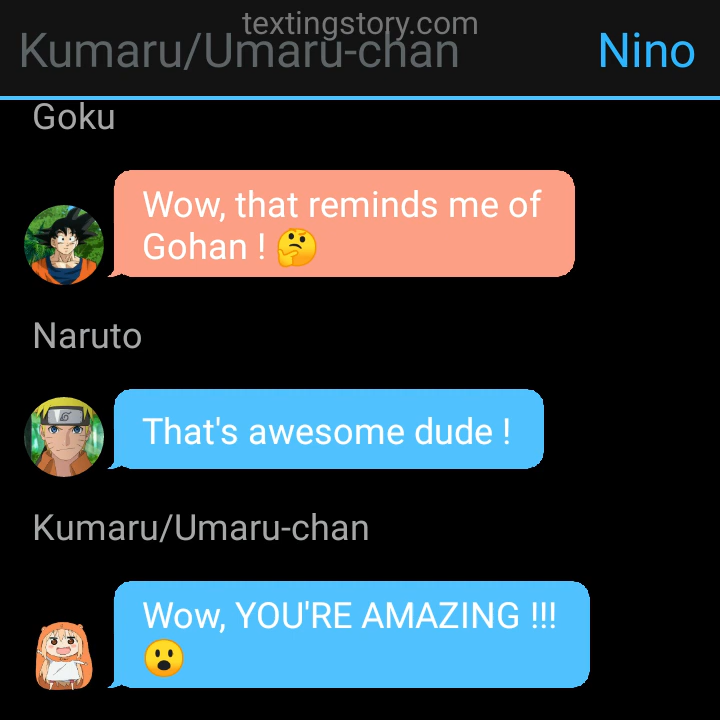 textingstory.com
Kumaru/Umaru-chan
Nino
Goku
Wow, that reminds me of
Gohan ! 🤔
Naruto
That's awesome dude !
Kumaru/Umaru-chan
Wow, YOU'RE AMAZING !!!
😮